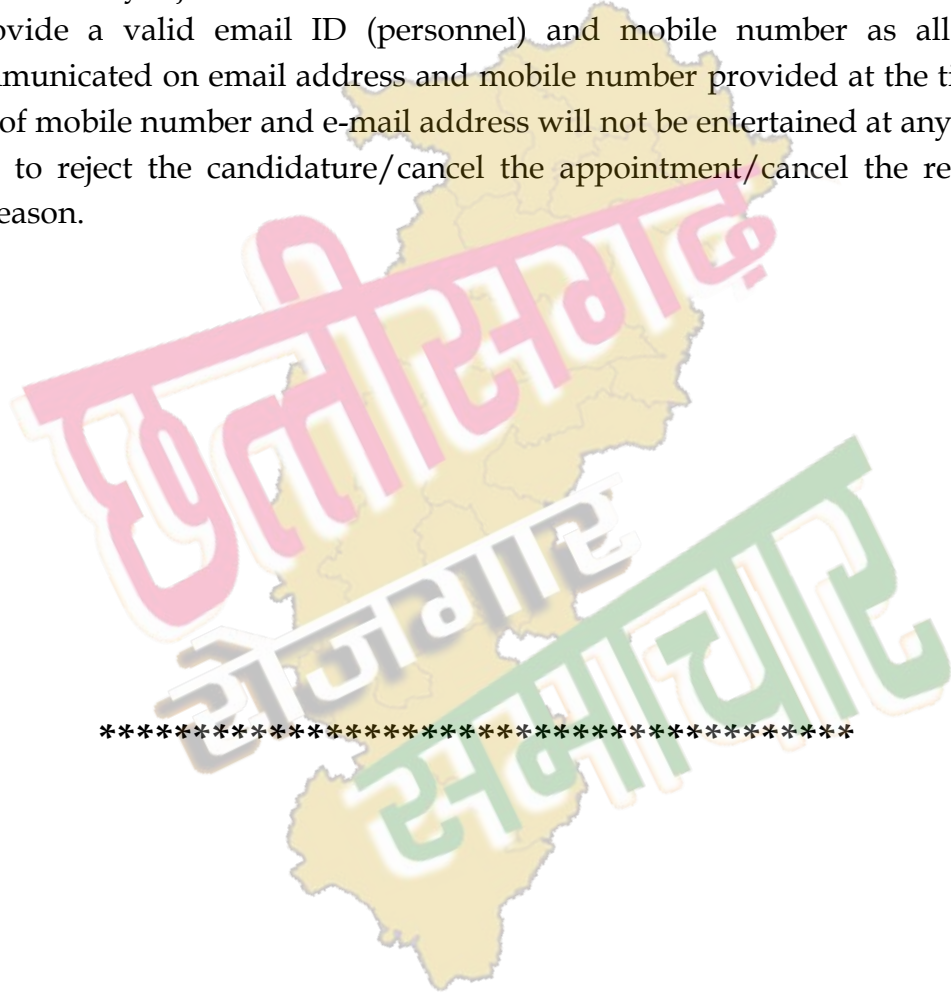 ovide a valid email ID (personnel) and mobile number as all
nmunicated on email address and mobile number provided at the ti
of mobile number and e-mail address will not be entertained at any
to reject the candidature/cancel the appointment/cancel the re
eason.
छत्तीसगढ़
रोजगार
समाचार
****************************************